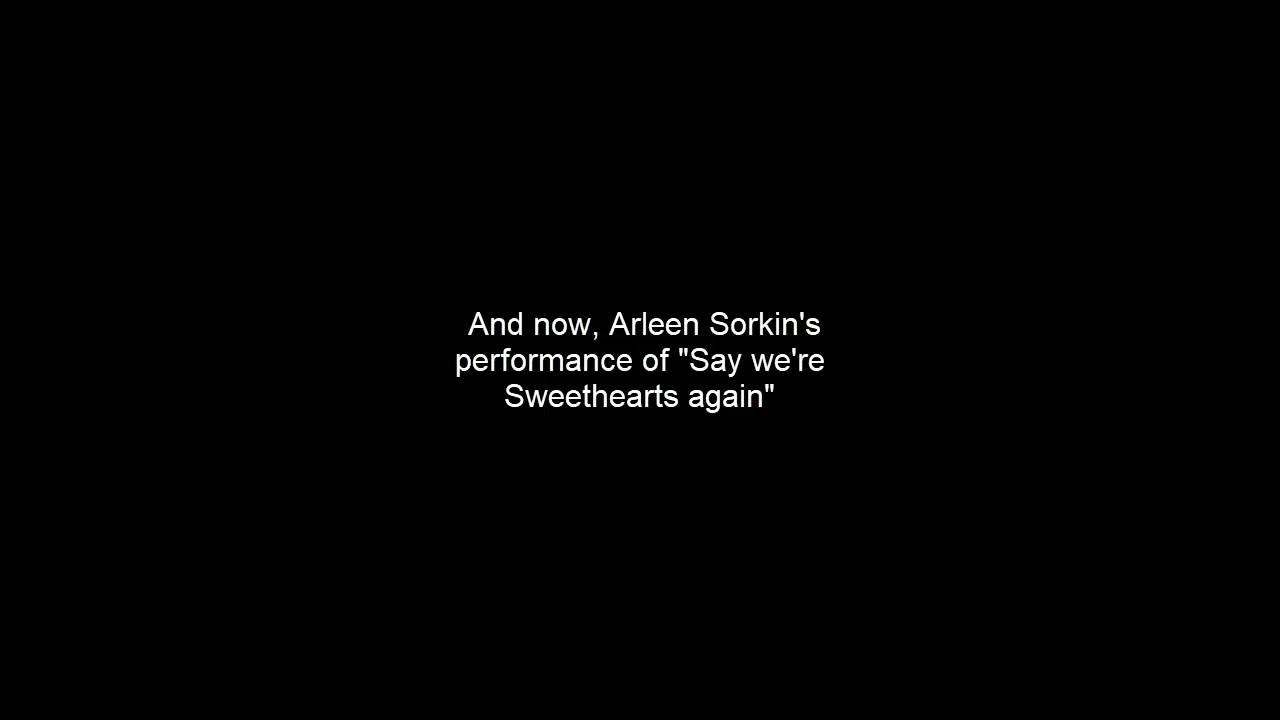 And now, Arleen Sorkin's
performance of "Say we're
Sweethearts again"